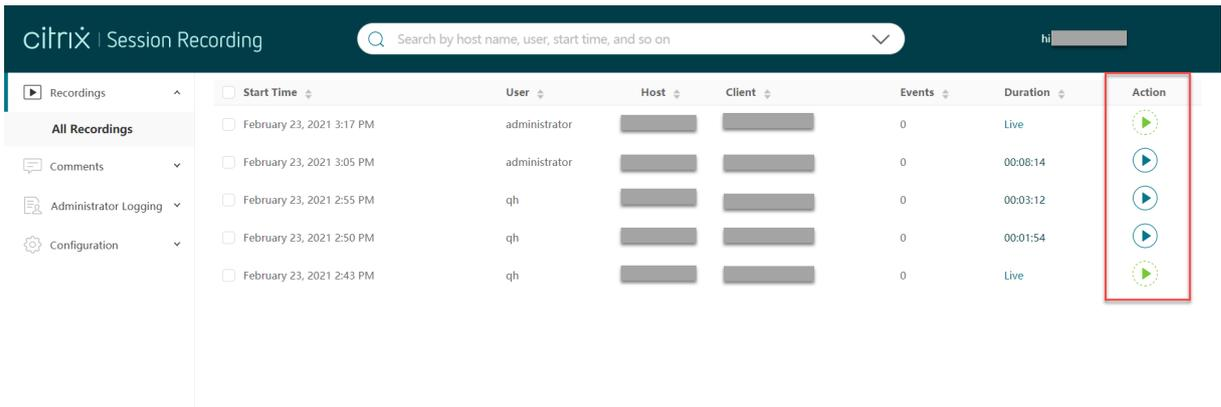 citrix | Session Recording
Search by host name, user, start time, and so on
hi
Recordings
All Recordings
Comments
Administrator Logging
Configuration
Start Time User Host Client Events Duration Action
February 23, 2021 3:17 PM administrator 0 Live
February 23, 2021 3:05 PM administrator 0 00:08:14
February 23, 2021 2:55 PM qh 0 00:03:12
February 23, 2021 2:50 PM qh 0 00:01:54
February 23, 2021 2:43 PM qh 0 Live